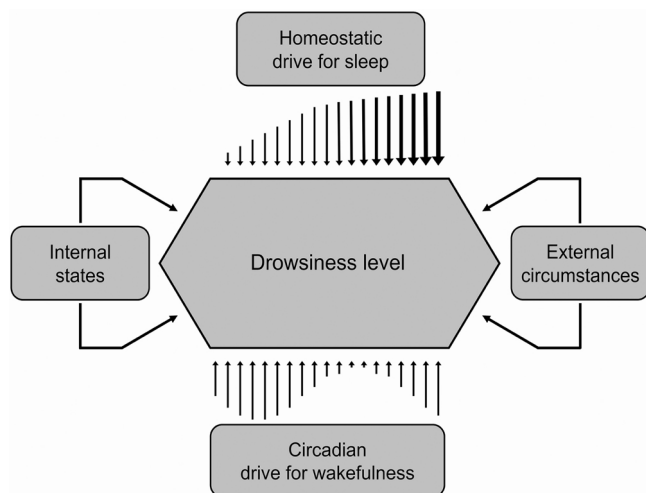 Homeostatic
drive for sleep
Internal
states
Drowsiness level
External
circumstances
Circadian
drive for wakefulness